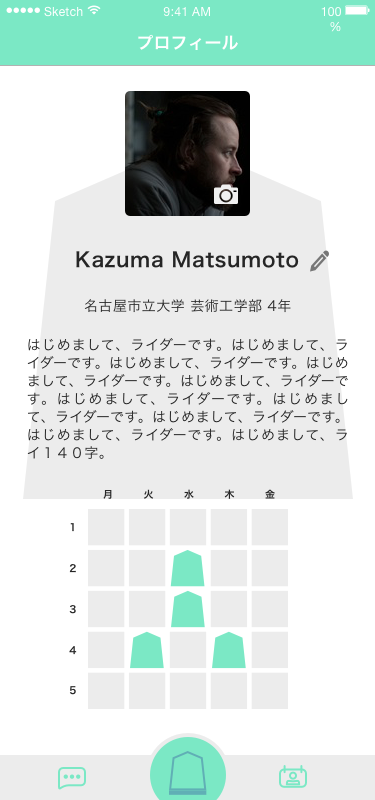 Sketch 9:41 AM 100
%
プロフィール
Kazuma Matsumoto
名古屋市立大学 芸術工学部 4年
はじめまして、ライダーです。はじめまして、ラ
イダーです。はじめまして、ライダーです。はじめ
まして、ライダーです。はじめまして、ライダーで
す。はじめまして、ライダーです。はじめまし
て、ライダーです。はじめまして、ライダーです。
はじめまして、ライダーです。はじめまして、ラ
イ１４０字。
月 火 水 木 金
1
2
3
4
5